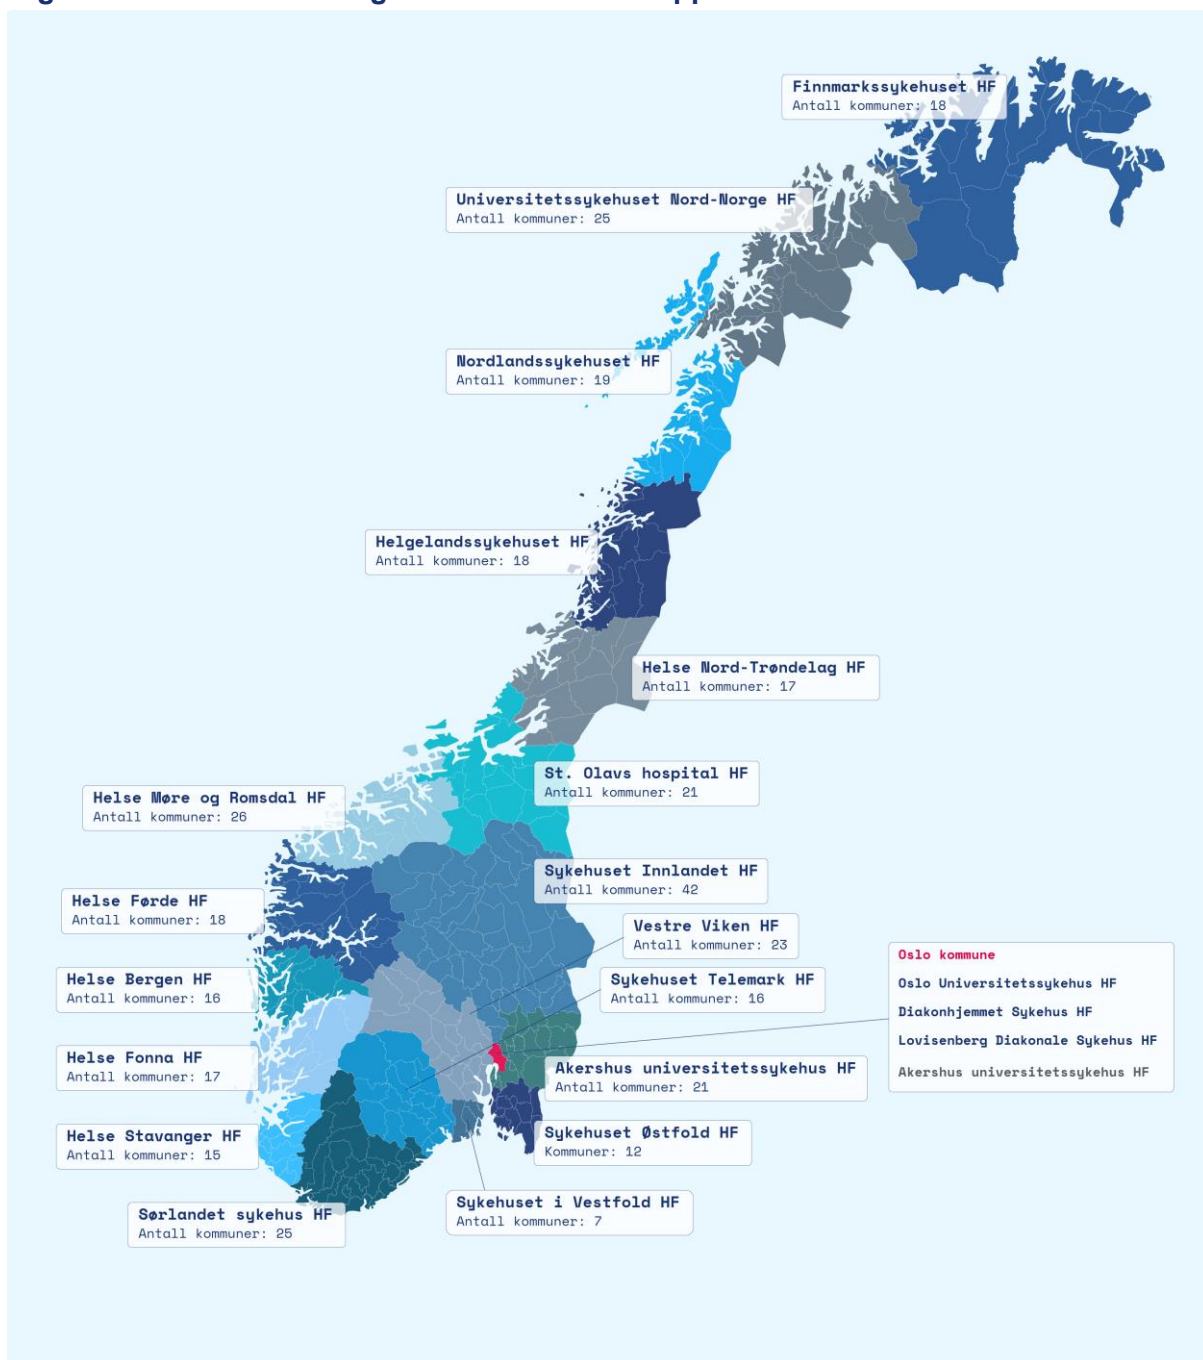 Finnmarkssykehuset HF
Antall kommuner: 18
Universitetssykehuset Nord-Norge HF
Antall kommuner: 25
Nordlandssykehuset HF
Antall kommuner: 19
Helgelandssykehuset HF
Antall kommuner: 18
Helse Nord-Trøndelag HF
Antall kommuner: 17
St. Olavs hospital HF
Antall kommuner: 21
Helse Møre og Romsdal HF
Antall kommuner: 26
Sykehuset Innlandet HF
Antall kommuner: 42
Helse Førde HF
Antall kommuner: 18
Vestre Viken HF
Antall kommuner: 23
Helse Bergen HF
Antall kommuner: 16
Sykehuset Telemark HF
Antall kommuner: 16
Oslo kommune
Oslo Universitetssykehus HF
Diakonhjemmet Sykehus HF
Lovisenberg Diakonale Sykehus HF
Akershus universitetssykehus HF
Helse Fonna HF
Antall kommuner: 17
Akershus universitetssykehus HF
Antall kommuner: 21
Helse Stavanger HF
Antall kommuner: 15
Sykehuset Østfold HF
Kommuner: 12
Sørlandet sykehus HF
Antall kommuner: 25
Sykehuset i Vestfold HF
Antall kommuner: 7